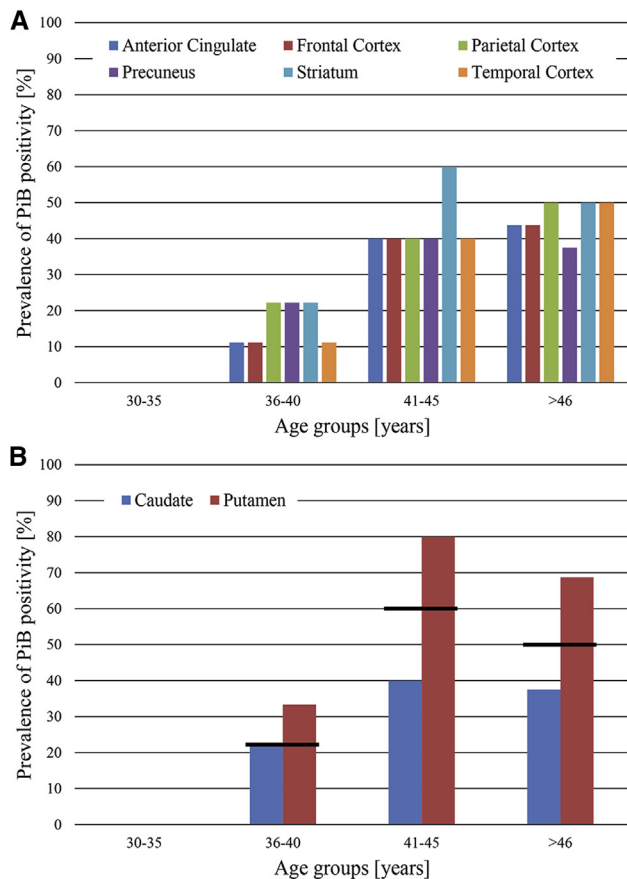 A
Anterior Cingulate Frontal Cortex Parietal Cortex
Precuneus Striatum Temporal Cortex
Prevalence of PiB positivity [%]
100
90
80
70
60
50
40
30
20
10
0
30-35 36-40 41-45 >46
Age groups [years]
B
Caudate Putamen
Prevalence of PiB positivity [%]
100
90
80
70
60
50
40
30
20
10
0
30-35 36-40 41-45 >46
Age groups [years]